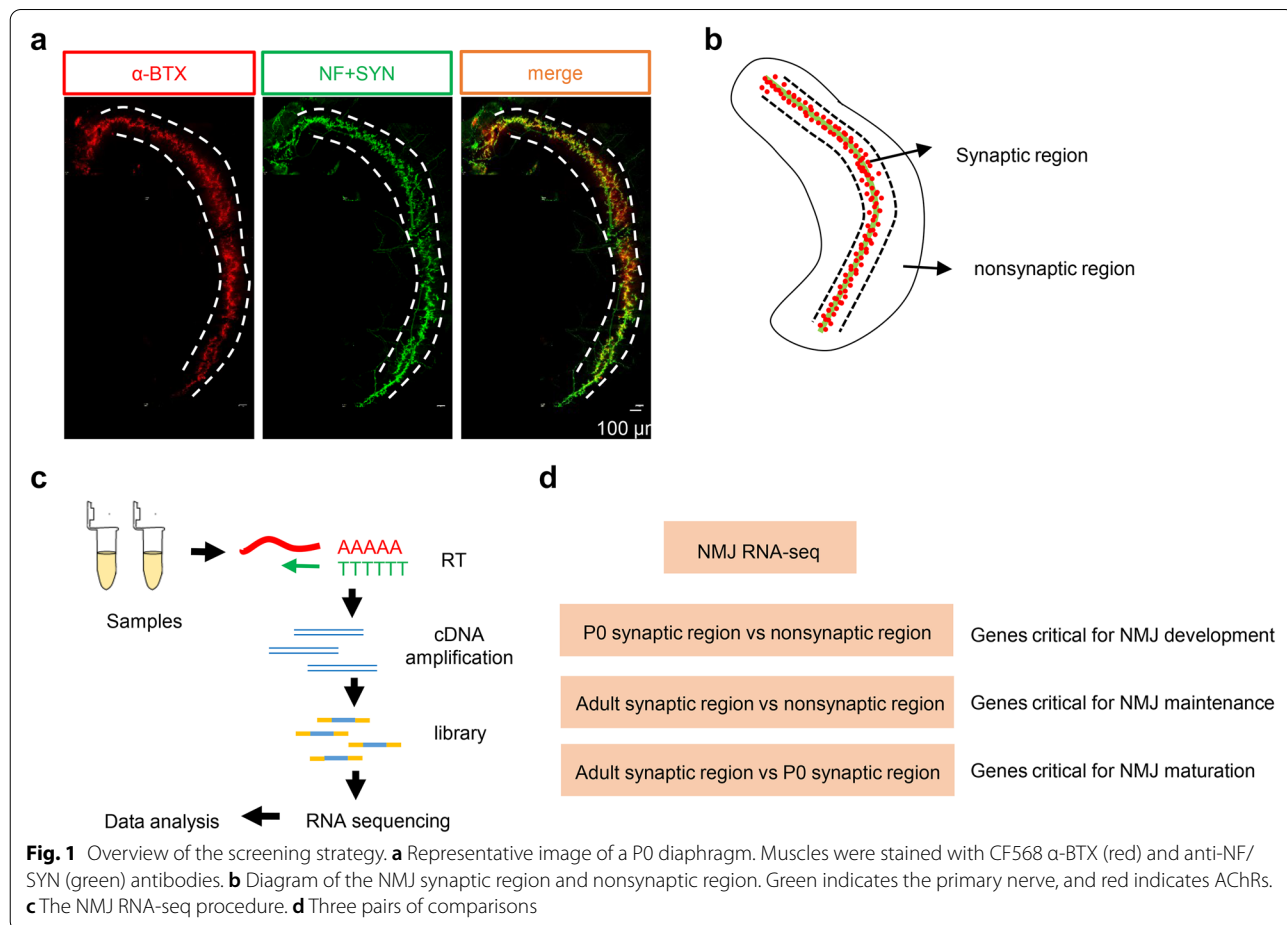 a
α-BTX
NF+SYN
merge
100 μr
b
Synaptic region
nonsynaptic region
c
Samples
AAAAA
TTTTTT
RT
cDNA
amplification
library
RNA sequencing
Data analysis
d
NMJ RNA-seq
P0 synaptic region vs nonsynaptic region
Genes critical for NMJ development
Adult synaptic region vs nonsynaptic region
Genes critical for NMJ maintenance
Adult synaptic region vs P0 synaptic region
Genes critical for NMJ maturation
Fig. 1 Overview of the screening strategy. a Representative image of a P0 diaphragm. Muscles were stained with CF568 α-BTX (red) and anti-NF/
SYN (green) antibodies. b Diagram of the NMJ synaptic region and nonsynaptic region. Green indicates the primary nerve, and red indicates AChRs.
c The NMJ RNA-seq procedure. d Three pairs of comparisons